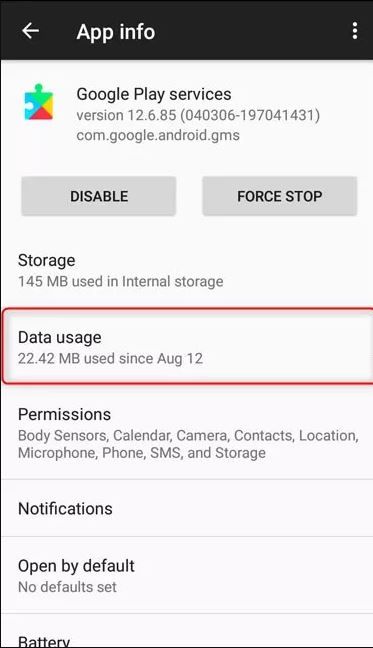 App info
Google Play services
version 12.6.85 (040306-197041431)
com.google.android.gms
DISABLE
FORCE STOP
Storage
145 MB used in Internal storage
Data usage
22.42 MB used since Aug 12
Permissions
Body Sensors, Calendar, Camera, Contacts, Location,
Microphone, Phone, SMS, and Storage
Notifications
Open by default
No defaults set
Battery